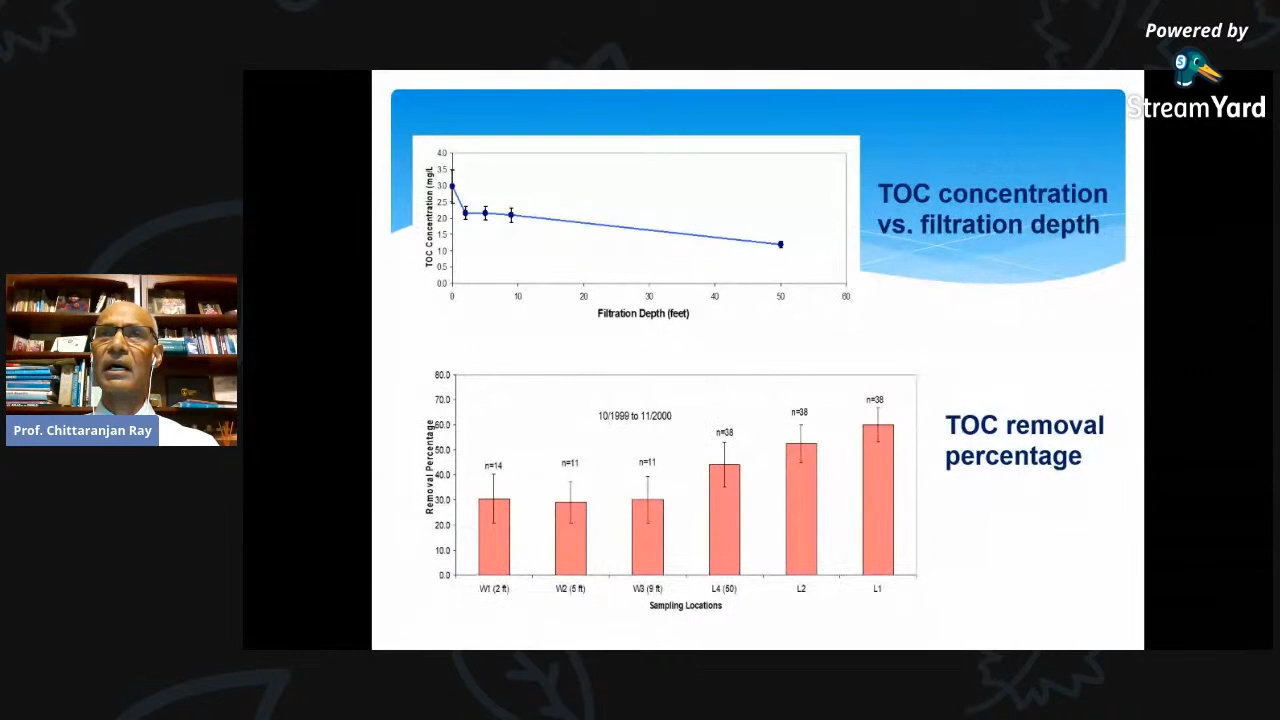 Powered by
StreamYard
TOC concentration
vs. filtration depth
TOC Concentration (mg/L
4.0
3.5
3.0
2.5
2.0
1.5
1.0
0.5
0.0
0 10 20 30 40 50 60
Filtration Depth (feet)
TOC removal
percentage
Removal Percentage
80.0
70.0
60.0
50.0
40.0
30.0
20.0
10.0
0.0
10/1999 to 11/2000
n=14 n=11 n=11 n=38 n=38 n=38
W1 (2 ft) W2 (5 ft) W3 (9 ft) L4 (50) L2 L1
Sampling Locations
Prof. Chittaranjan Ray